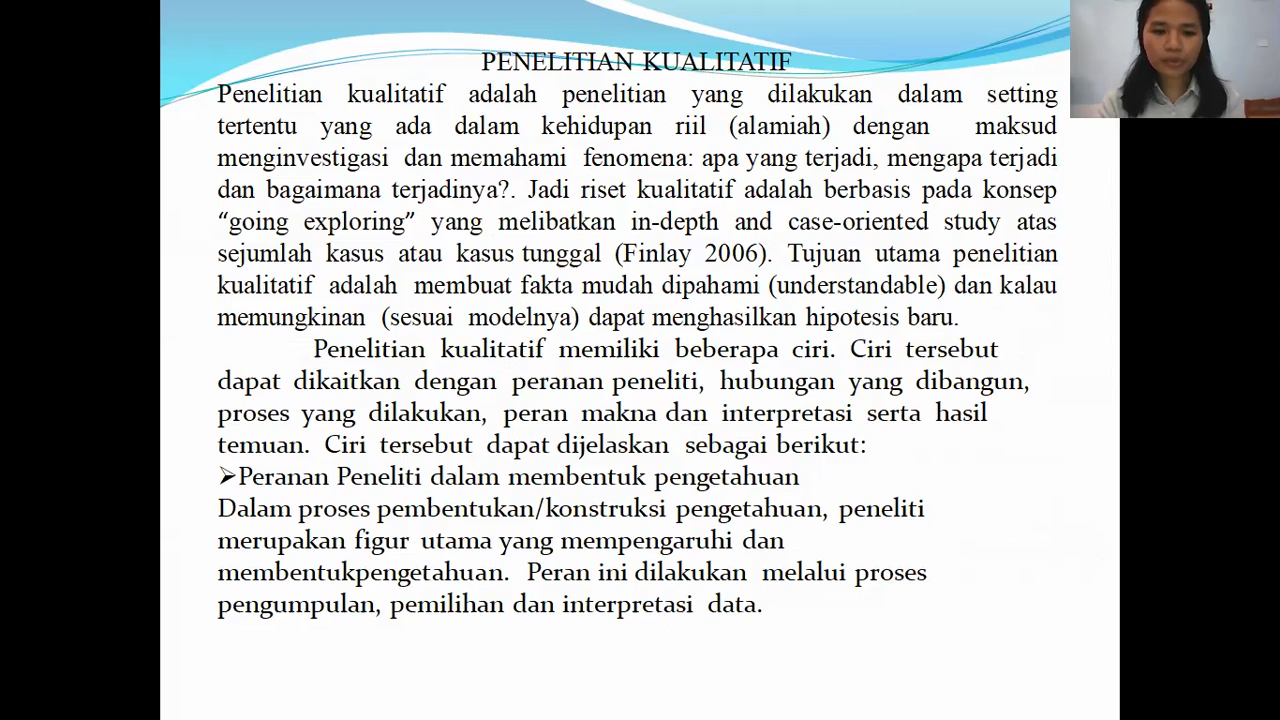 PENELITIAN KUALITATIF
Penelitian kualitatif adalah penelitian yang dilakukan dalam setting
tertentu yang ada dalam kehidupan riil (alamiah) dengan maksud
menginvestigasi dan memahami fenomena: apa yang terjadi, mengapa terjadi
dan bagaimana terjadinya?. Jadi riset kualitatif adalah berbasis pada konsep
“going exploring” yang melibatkan in-depth and case-oriented study atas
sejumlah kasus atau kasus tunggal (Finlay 2006). Tujuan utama penelitian
kualitatif adalah membuat fakta mudah dipahami (understandable) dan kalau
memungkinan (sesuai modelnya) dapat menghasilkan hipotesis baru.
Penelitian kualitatif memiliki beberapa ciri. Ciri tersebut
dapat dikaitkan dengan peranan peneliti, hubungan yang dibangun,
proses yang dilakukan, peran makna dan interpretasi serta hasil
temuan. Ciri tersebut dapat dijelaskan sebagai berikut:
➢Peranan Peneliti dalam membentuk pengetahuan
Dalam proses pembentukan/konstruksi pengetahuan, peneliti
merupakan figur utama yang mempengaruhi dan
membentukpengetahuan. Peran ini dilakukan melalui proses
pengumpulan, pemilihan dan interpretasi data.